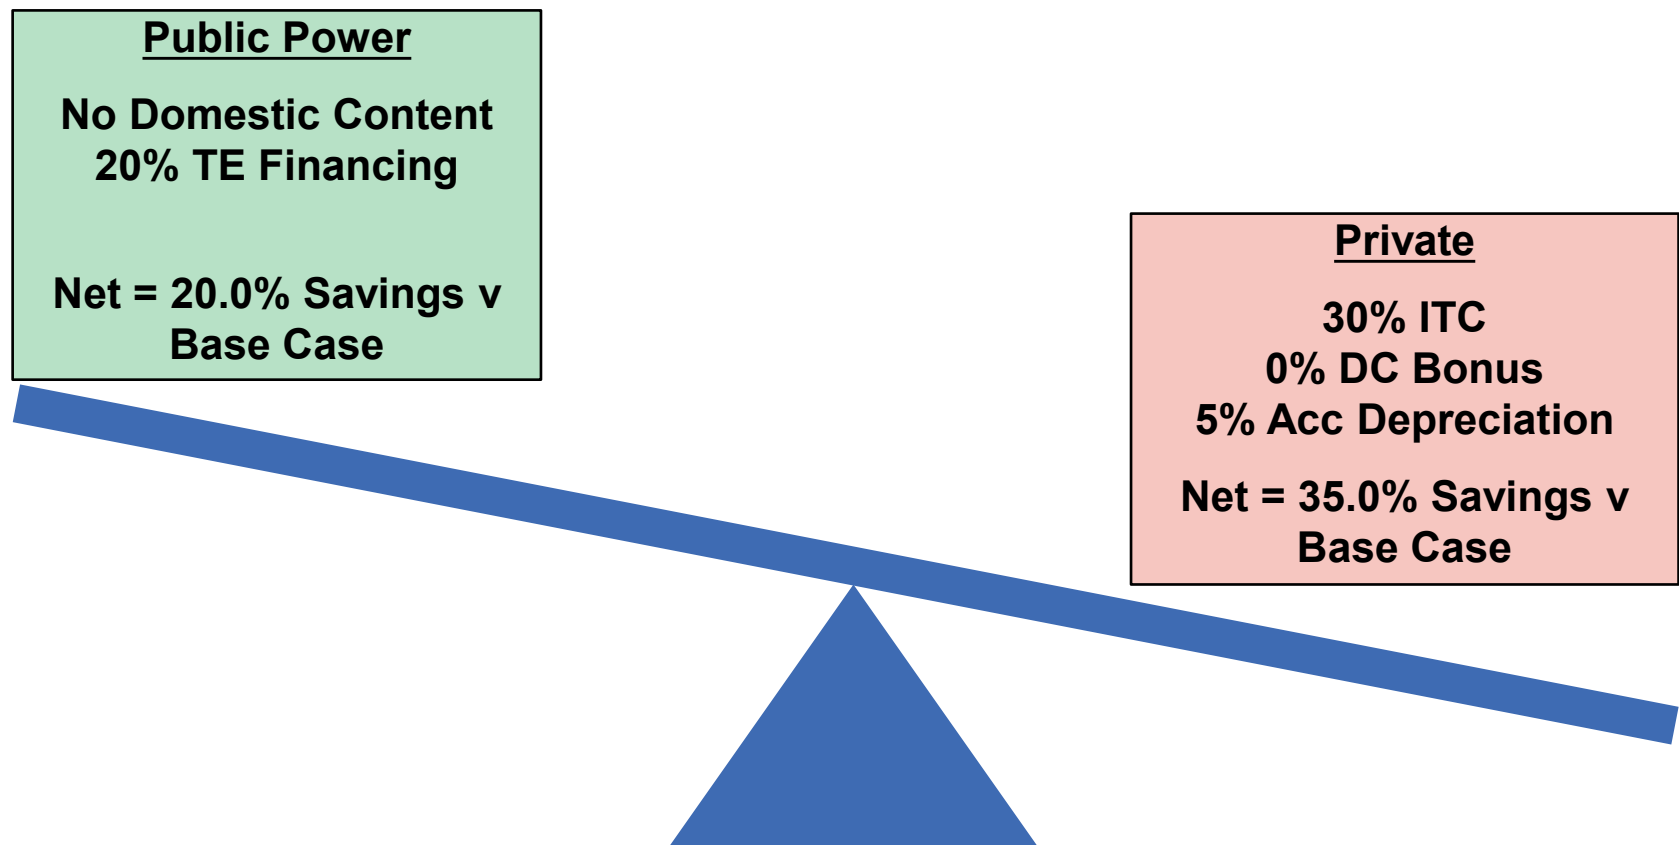 Public Power
No Domestic Content
20% TE Financing
Net = 20.0% Savings v
Base Case
Private
30% ITC
0% DC Bonus
5% Acc Depreciation
Net = 35.0% Savings v
Base Case